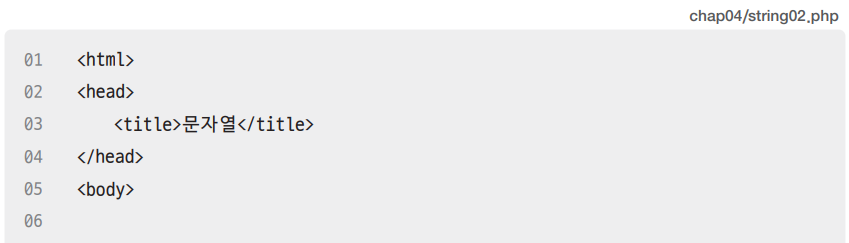 chap04/string02.php
01 <html>
02 <head>
03 <title>문자열</title>
04 </head>
05 <body>
06